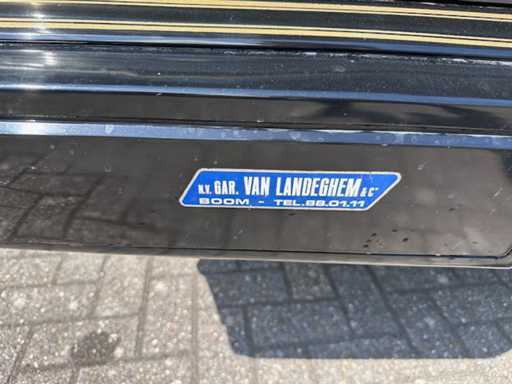 N.V. GAR. VAN LANDEGHEM & Cº
BOOM - TEL. 88.01.11